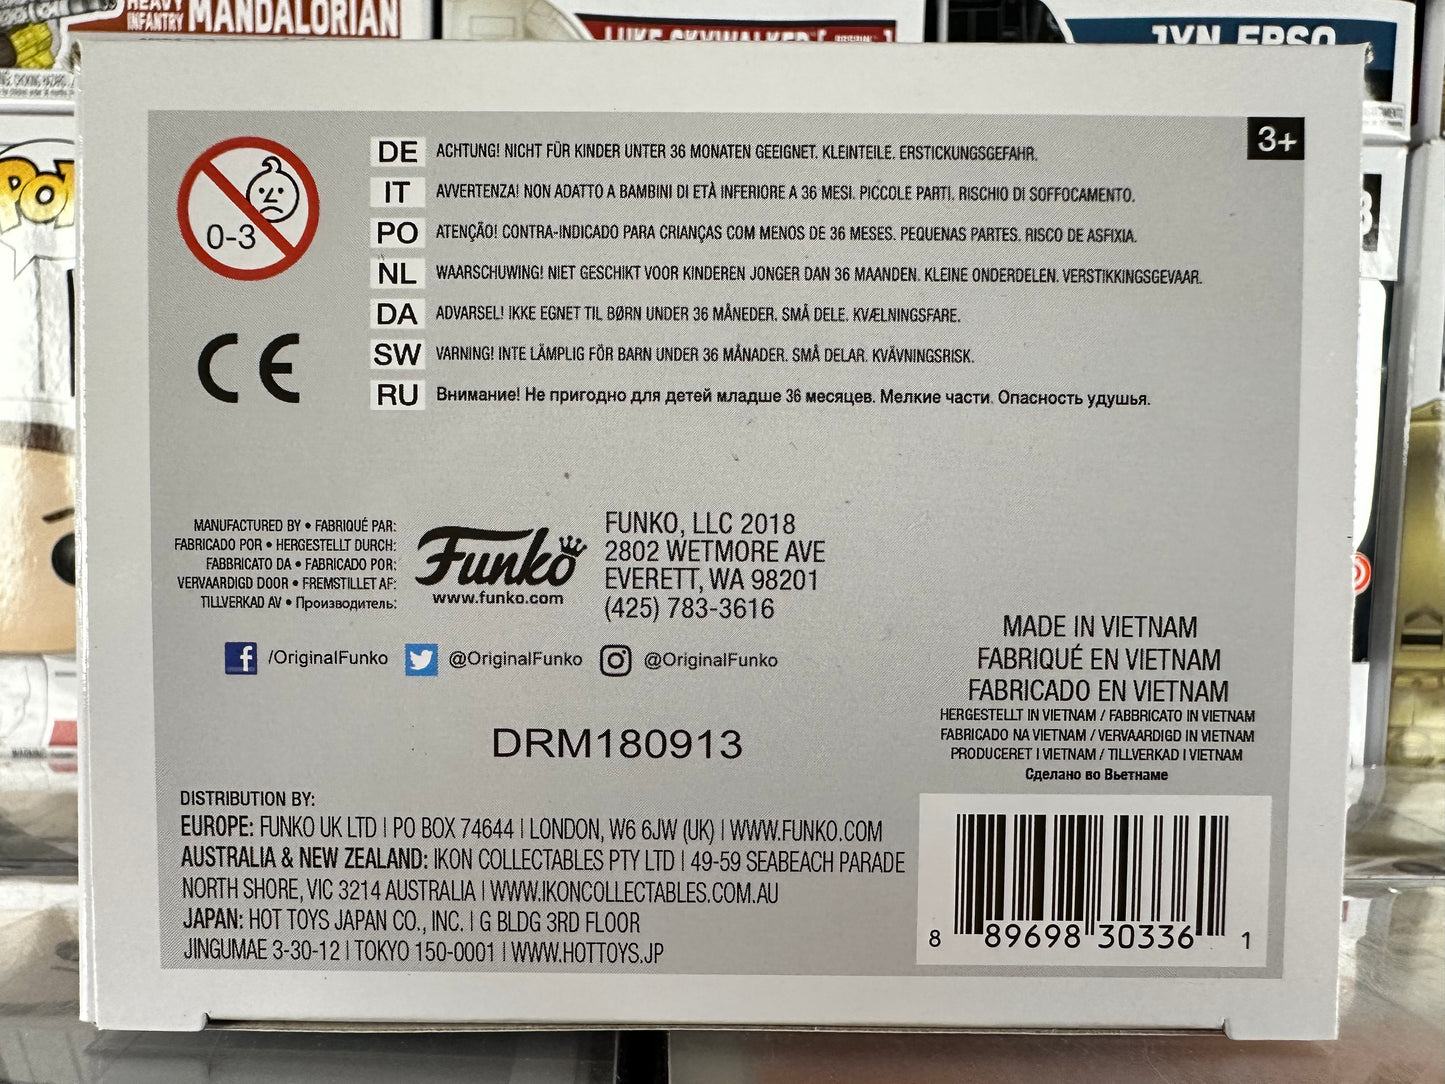 HEAVY
INFANTRY MANDALORIAN
LUKE SKYWALKER
JYN ERSO
POP
3+
0-3
DE ACHTUNG! NICHT FÜR KINDER UNTER 36 MONATEN GEEIGNET. KLEINTEILE. ERSTICKUNGSGEFAHR.
IT AVVERTENZA! NON ADATTO A BAMBINI DI ETÀ INFERIORE A 36 MESI. PICCOLE PARTI. RISCHIO DI SOFFOCAMENTO.
PO ATENÇÃO! CONTRA-INDICADO PARA CRIANÇAS COM MENOS DE 36 MESES. PEQUENAS PARTES. RISCO DE ASFIXIA.
NL WAARSCHUWING! NIET GESCHIKT VOOR KINDEREN JONGER DAN 36 MAANDEN. KLEINE ONDERDELEN. VERSTIKKINGSGEVAAR.
DA ADVARSEL! IKKE EGNET TIL BØRN UNDER 36 MÅNEDER. SMÅ DELE. KVÆLNINGSFARE.
SW VARNING! INTE LÄMPLIG FÖR BARN UNDER 36 MÅNADER. SMÅ DELAR. KVÄVNINGSRISK.
RU Внимание! Не пригодно для детей младше 36 месяцев. Мелкие части. Опасность удушья.
CE
MANUFACTURED BY • FABRIQUÉ PAR:
FABRICADO POR • HERGESTELLT DURCH:
FABBRICATO DA • FABRICADO POR:
VERVAARDIGD DOOR • FREMSTILLET AF:
TILLVERKAD AV • Производитель:
Funko
www.funko.com
FUNKO, LLC 2018
2802 WETMORE AVE
EVERETT, WA 98201
(425) 783-3616
/OriginalFunko @OriginalFunko @OriginalFunko
DRM180913
MADE IN VIETNAM
FABRIQUÉ EN VIETNAM
FABRICADO EN VIETNAM
HERGESTELLT IN VIETNAM / FABBRICATO IN VIETNAM
FABRICADO NA VIETNAM / VERVAARDIGD IN VIETNAM
PRODUCERET I VIETNAM / TILLVERKAD I VIETNAM
Сделано во Вьетнаме
DISTRIBUTION BY:
EUROPE: FUNKO UK LTD | PO BOX 74644 | LONDON, W6 6JW (UK) | WWW.FUNKO.COM
AUSTRALIA & NEW ZEALAND: IKON COLLECTABLES PTY LTD | 49-59 SEABEACH PARADE
NORTH SHORE, VIC 3214 AUSTRALIA | WWW.IKONCOLLECTABLES.COM.AU
JAPAN: HOT TOYS JAPAN CO., INC. | G BLDG 3RD FLOOR
JINGUMAE 3-30-12 | TOKYO 150-0001 | WWW.HOTTOYS.JP
8 89698 30336 1